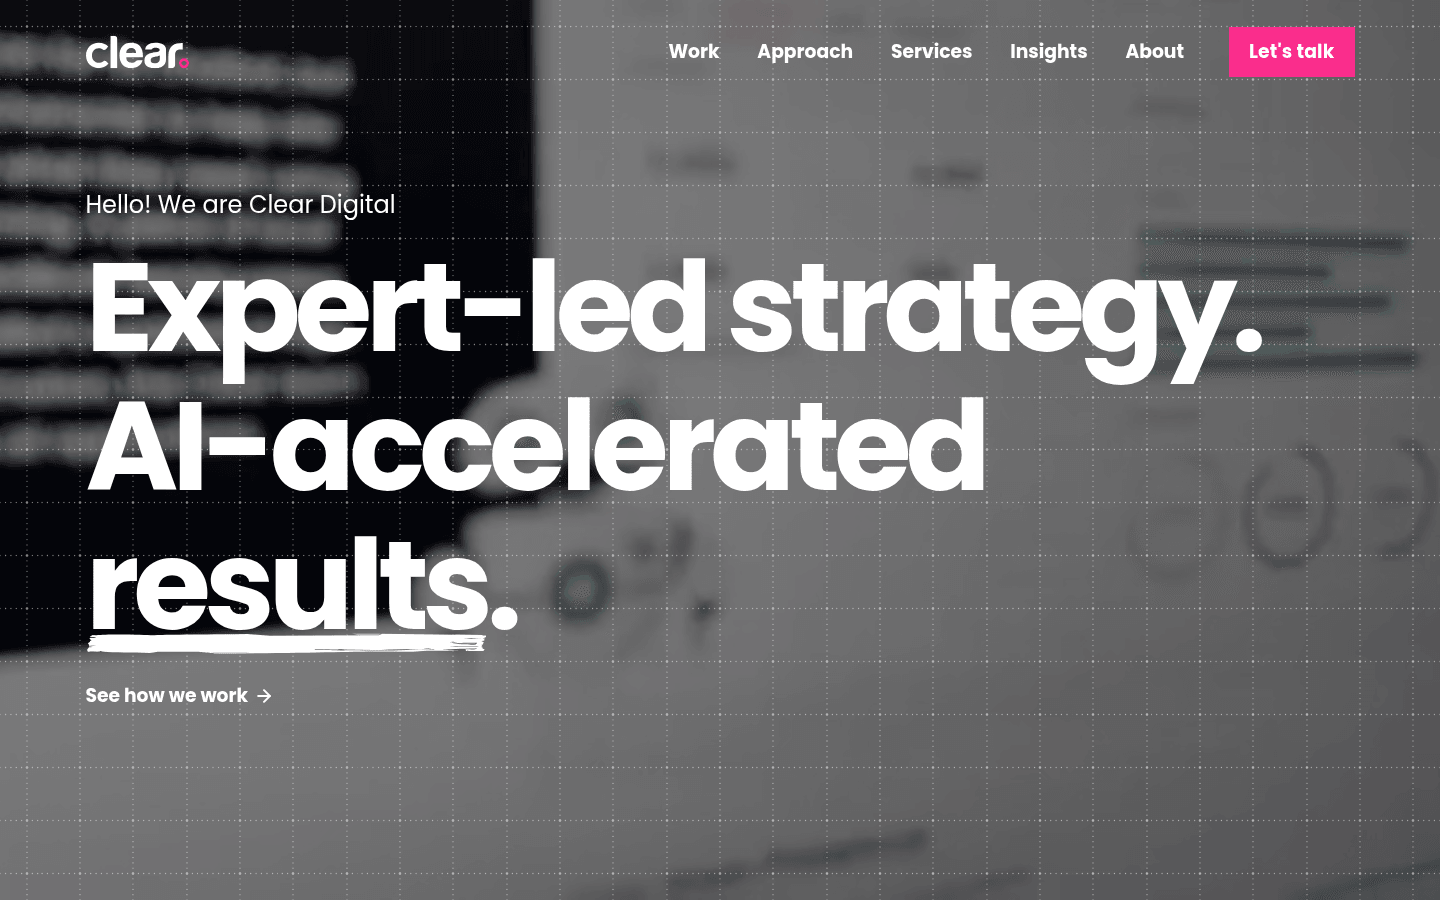 clear.
Work
Approach
Services
Insights
About
Let's talk
Hello! We are Clear Digital
Expert-led strategy.
AI-accelerated
results.
See how we work →